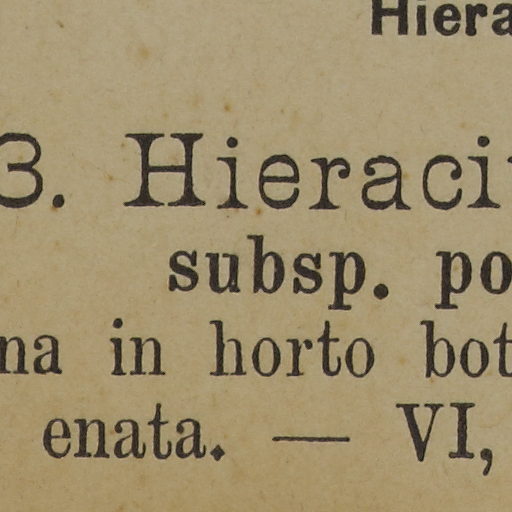 Hiera
3. Hieraci
subsp. po
na in horto bot
enata. — VI,